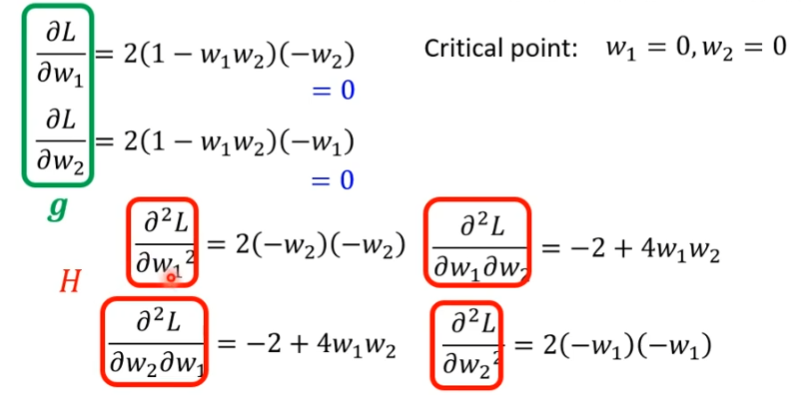 ∂L/∂w₁ = 2(1 − w₁w₂)(−w₂) Critical point: w₁ = 0, w₂ = 0
= 0
∂L/∂w₂ = 2(1 − w₁w₂)(−w₁)
= 0
g
∂²L/∂w₁² = 2(−w₂)(−w₂) ∂²L/∂w₁∂w₂ = −2 + 4w₁w₂
H
∂²L/∂w₂∂w₁ = −2 + 4w₁w₂ ∂²L/∂w₂² = 2(−w₁)(−w₁)